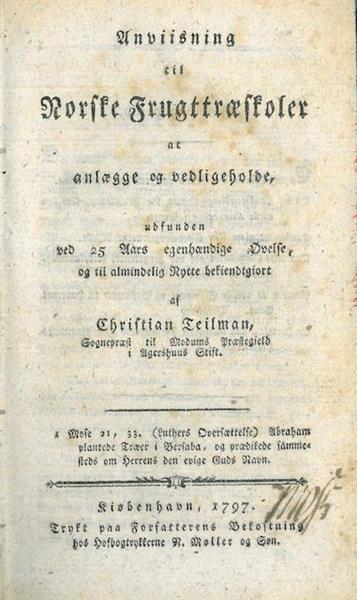 Anviisning
til
Norske Frugttræskoler
at
anlægge og vedligeholde,
udfunden
ved 25 Aars egenhændige Øvelse,
og til almindelig Nytte bekiendtgiort
af
Christian Teilman,
Sognepræst til Modums Præstegield
i Agershuus Stift.
1 Mose 21, 33. (Luthers Oversættelse) Abraham
plantede Træer i Bersaba, og prædikede samme-
steds om Herrens den evige Guds Navn.
Kiøbenhavn, 1797.
Trykt paa Forfatterens Bekostning
hos Hofbogtrykkerne N. Møller og Søn.